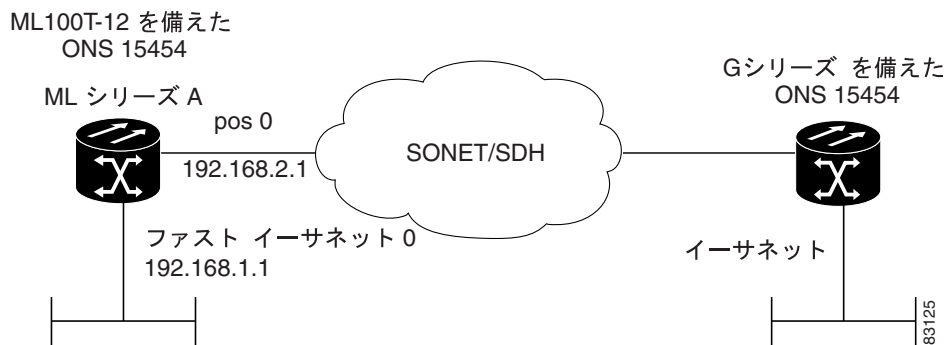 ML100T-12 を備えた
ONS 15454
ML シリーズ A
pos 0
192.168.2.1
SONET/SDH
Gシリーズ を備えた
ONS 15454
ファスト イーサネット 0
192.168.1.1
イーサネット
83125